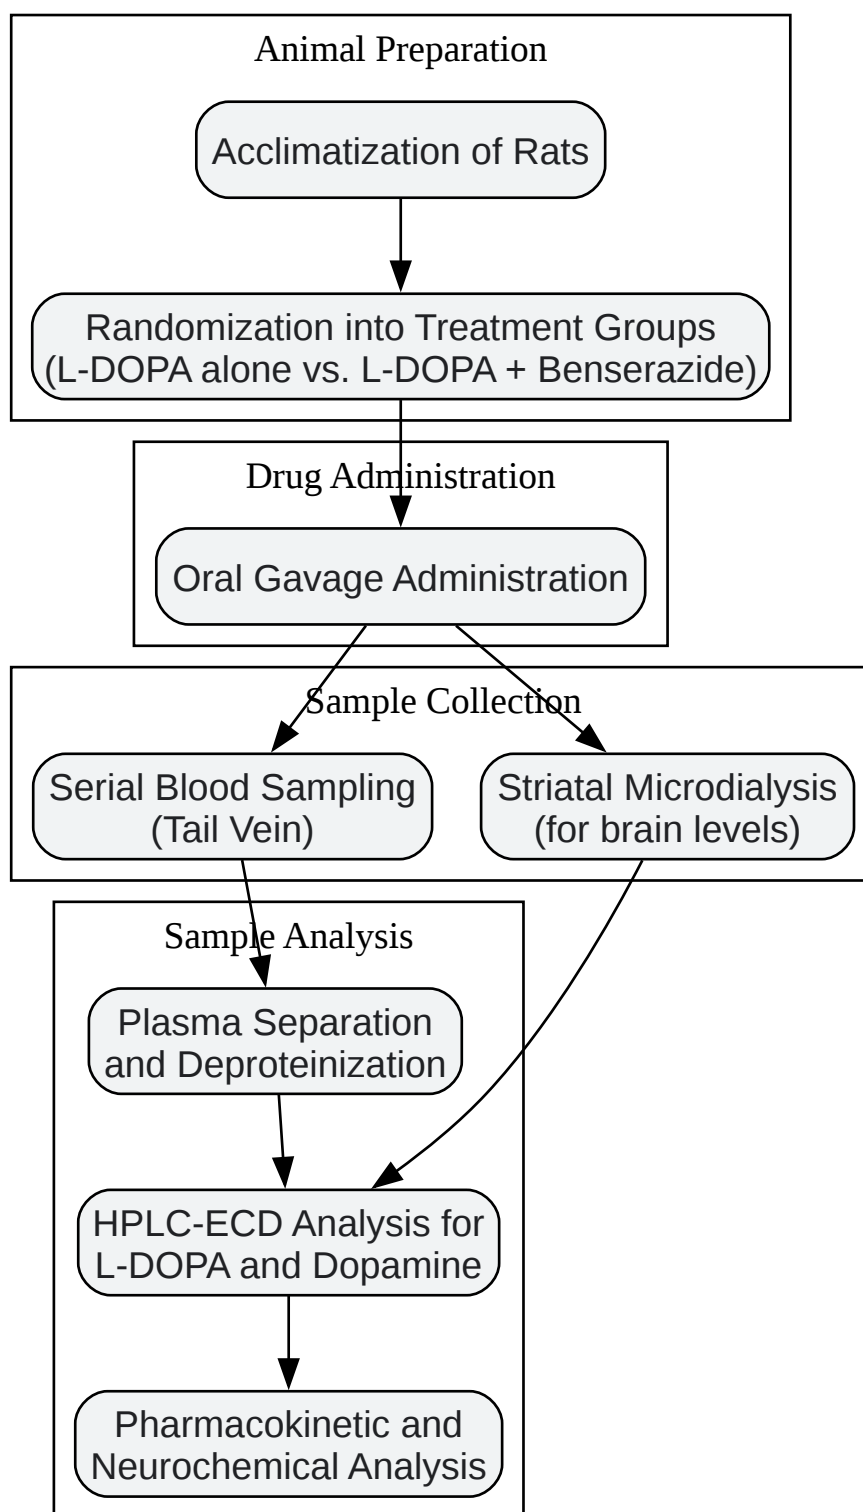 Animal Preparation
Acclimatization of Rats
Randomization into Treatment Groups
(L-DOPA alone vs. L-DOPA + Benserazide)
Drug Administration
Oral Gavage Administration
Sample Collection
Serial Blood Sampling
(Tail Vein)
Striatal Microdialysis
(for brain levels)
Sample Analysis
Plasma Separation
and Deproteinization
HPLC-ECD Analysis for
L-DOPA and Dopamine
Pharmacokinetic and
Neurochemical Analysis